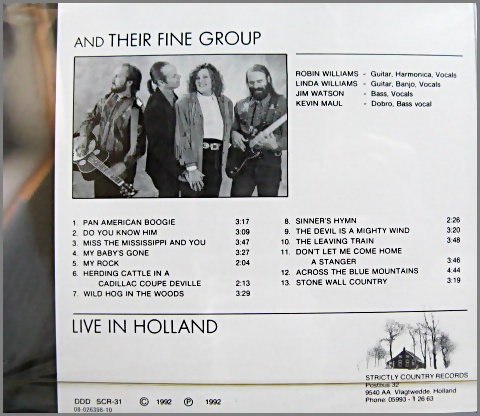 AND THEIR FINE GROUP
ROBIN WILLIAMS - Guitar, Harmonica, Vocals
LINDA WILLIAMS - Guitar, Banjo, Vocals
JIM WATSON - Bass, Vocals
KEVIN MAUL - Dobro, Bass vocal
1. PAN AMERICAN BOOGIE 3:17
2. DO YOU KNOW HIM 3:09
3. MISS THE MISSISSIPPI AND YOU 3:47
4. MY BABY'S GONE 3:27
5. MY ROCK 2:04
6. HERDING CATTLE IN A
CADILLAC COUPE DEVILLE 2:13
7. WILD HOG IN THE WOODS 3:29
8. SINNER'S HYMN 2:26
9. THE DEVIL IS A MIGHTY WIND 3:20
10. THE LEAVING TRAIN 3:48
11. DON'T LET ME COME HOME
A STANGER 3:46
12. ACROSS THE BLUE MOUNTAINS 4:44
13. STONE WALL COUNTRY 3:19
LIVE IN HOLLAND
STRICTLY COUNTRY RECORDS
Postbus 32
9540 AA Vlagtwedde, Holland
Phone: 05993 - 1 26 63
DDD SCR-31 © 1992 Ⓟ 1992
08-026398-10